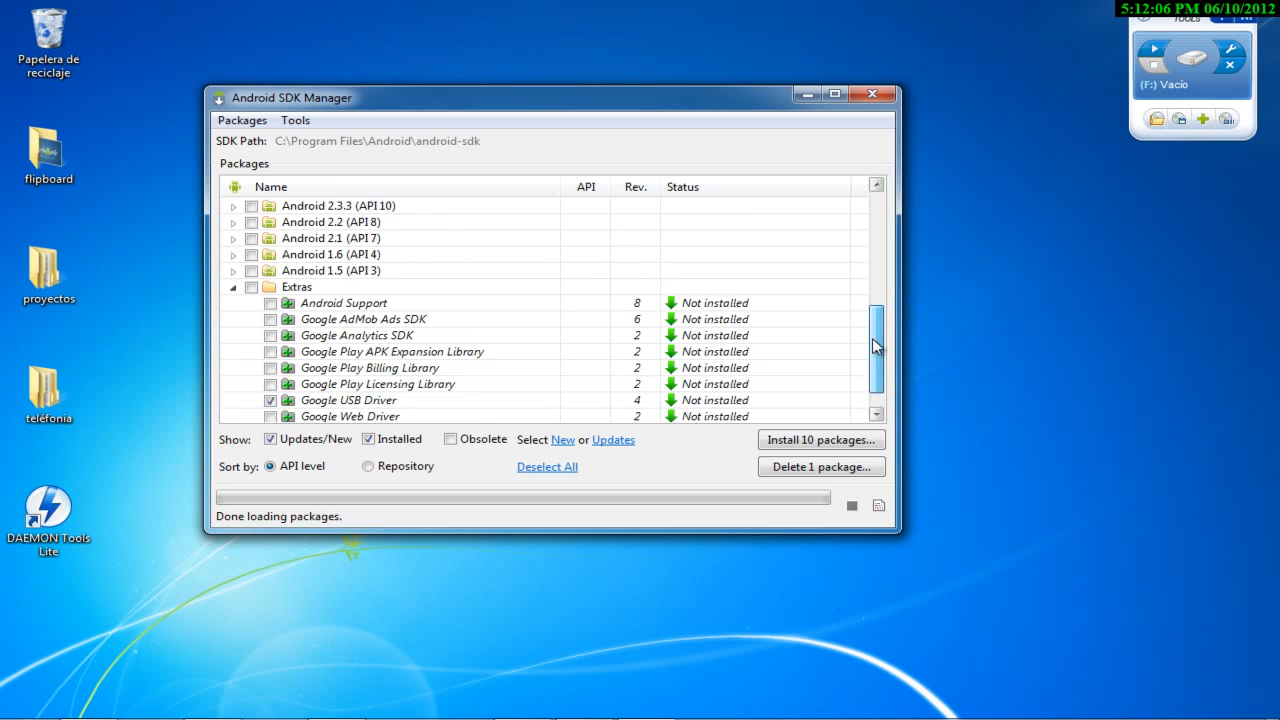 5:12:06 PM 06/10/2012
Papelera de
reciclaje
flipboard
proyectos
teléfonia
DAEMON Tools
Lite
(F:) Vacío
Android SDK Manager
Packages Tools
SDK Path: C:\Program Files\Android\android-sdk
Packages
Name API Rev. Status
Android 2.3.3 (API 10)
Android 2.2 (API 8)
Android 2.1 (API 7)
Android 1.6 (API 4)
Android 1.5 (API 3)
Extras
Android Support 8 Not installed
Google AdMob Ads SDK 6 Not installed
Google Analytics SDK 2 Not installed
Google Play APK Expansion Library 2 Not installed
Google Play Billing Library 2 Not installed
Google Play Licensing Library 2 Not installed
Google USB Driver 4 Not installed
Google Web Driver 2 Not installed
Show: Updates/New Installed Obsolete Select New or Updates Install 10 packages...
Sort by: API level Repository Deselect All Delete 1 package...
Done loading packages.